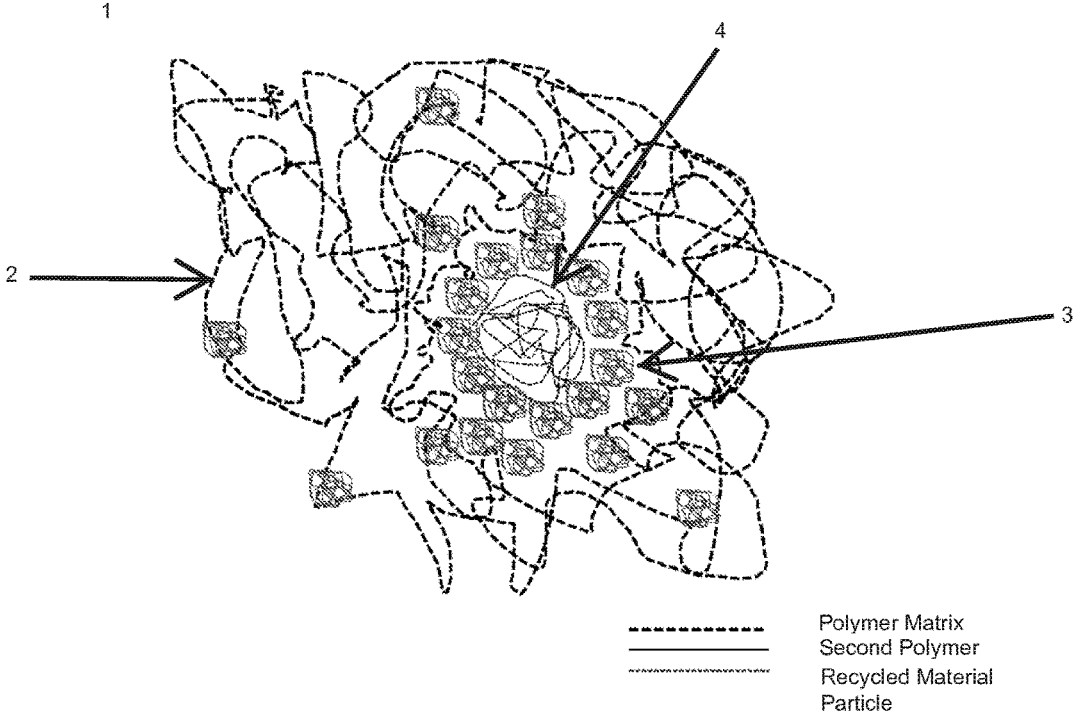 1
4
2
3
Polymer Matrix
Second Polymer
Recycled Material
Particle